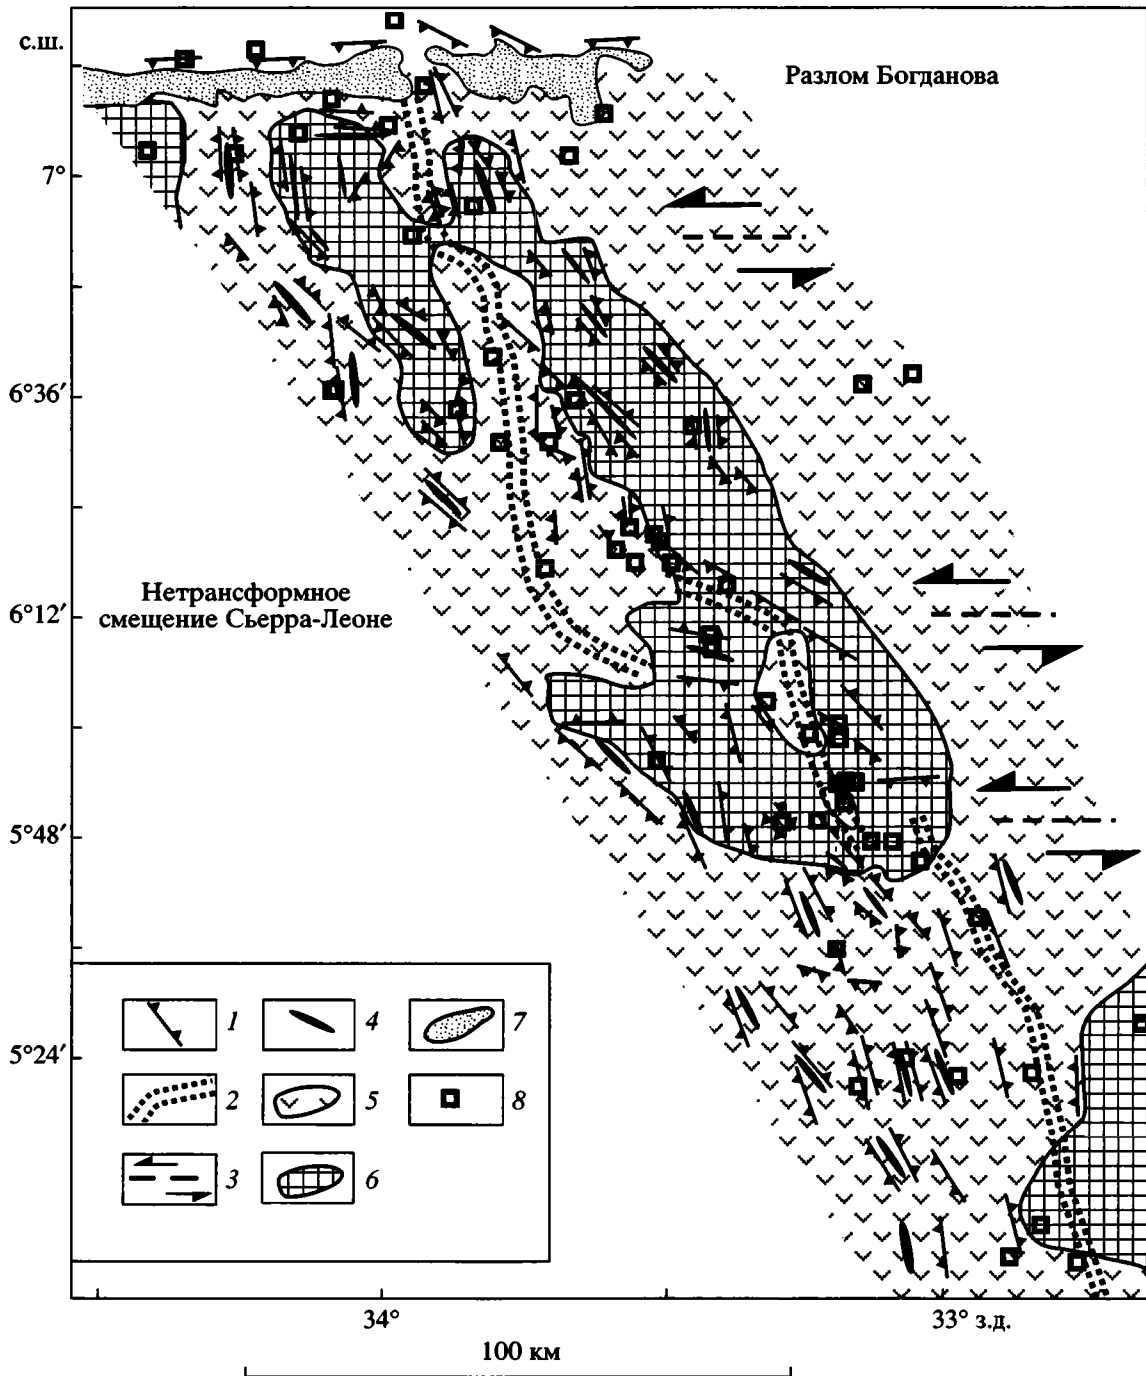 с.ш.
Разлом Богданова
7°
6°36′
Нетрансформное
смещение Сьерра-Леоне
6°12′
5°48′
5°24′
1
4
7
2
5
8
3
6
34°
33° з.д.
100 км